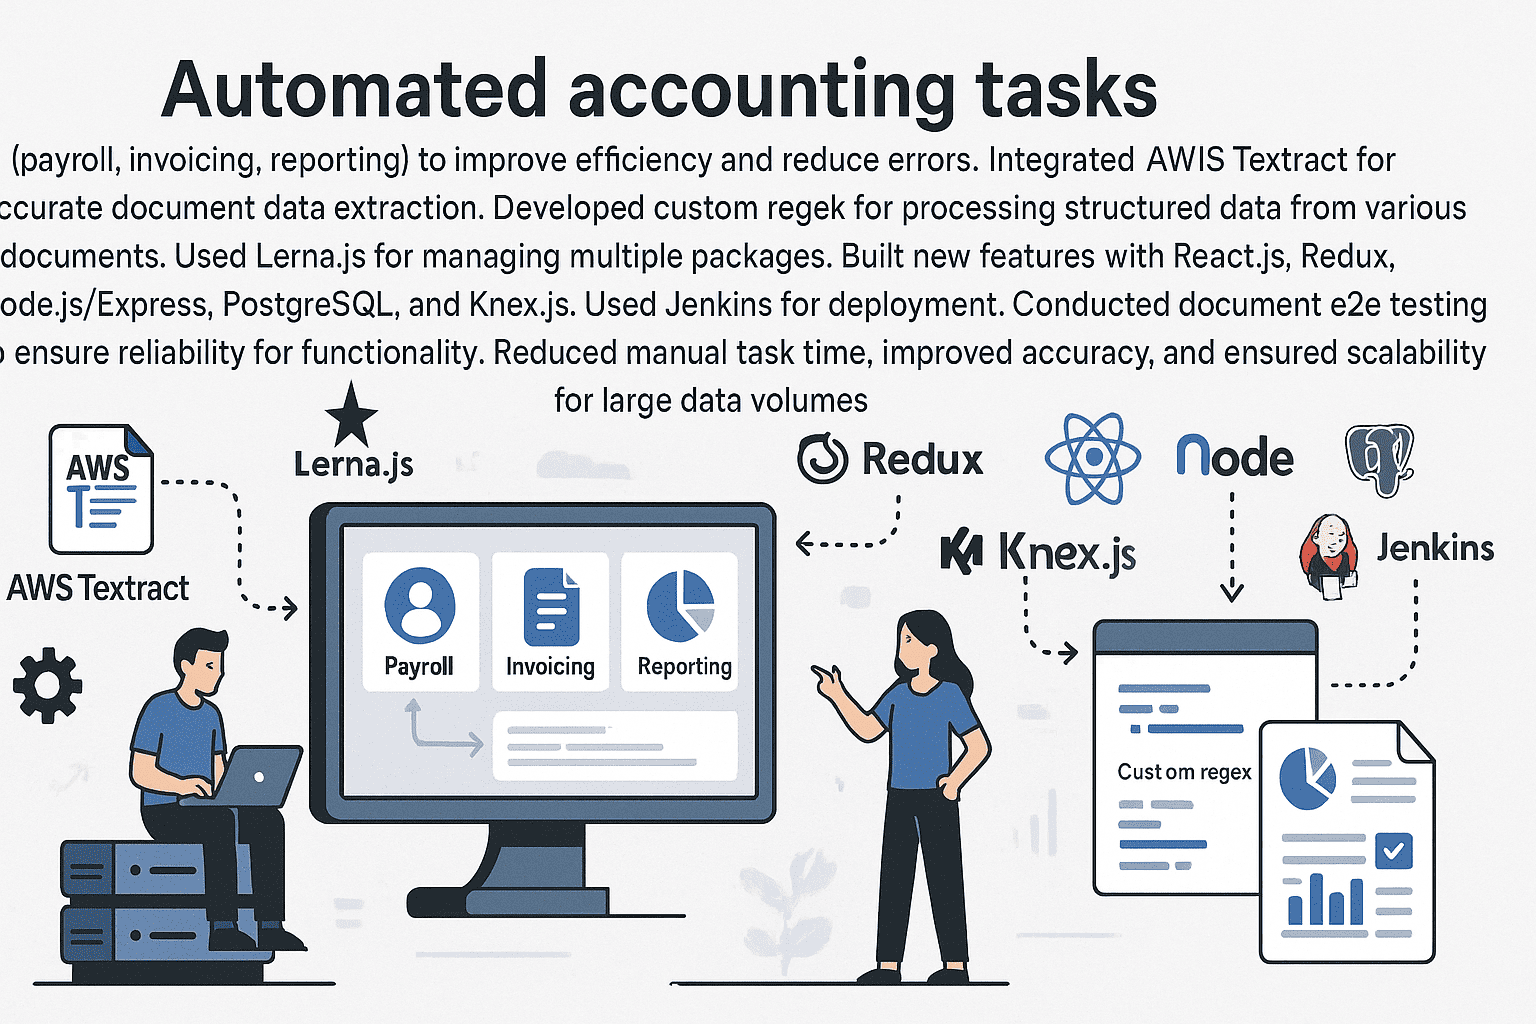 Automated accounting tasks
(payroll, invoicing, reporting) to improve efficiency and reduce errors. Integrated AWIS Textract for
ccurate document data extraction. Developed custom regek for processing structured data from various
documents. Used Lerna.js for managing multiple packages. Built new features with React.js, Redux,
ode.js/Express, PostgreSQL, and Knex.js. Used Jenkins for deployment. Conducted document e2e testing
o ensure reliability for functionality. Reduced manual task time, improved accuracy, and ensured scalability
for large data volumes
AWS
T
AWS Textract
Lerna.js
Redux
node
Knex.js
Jenkins
Payroll
Invoicing
Reporting
Custom regex